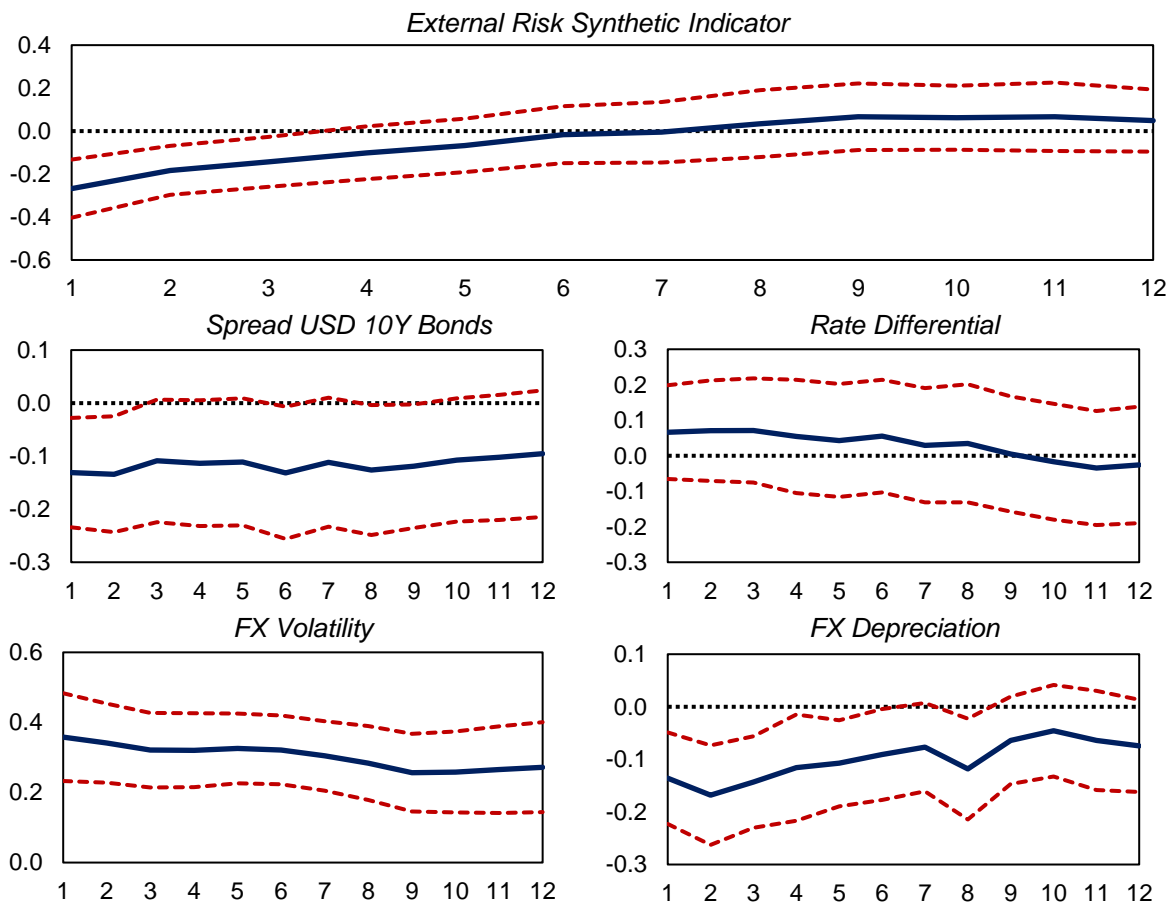 External Risk Synthetic Indicator
0.4
0.2
0.0
-0.2
-0.4
-0.6
1 2 3 4 5 6 7 8 9 10 11 12
Spread USD 10Y Bonds
0.1
0.0
-0.1
-0.2
-0.3
1 2 3 4 5 6 7 8 9 10 11 12
Rate Differential
0.3
0.2
0.1
0.0
-0.1
-0.2
-0.3
1 2 3 4 5 6 7 8 9 10 11 12
FX Volatility
0.6
0.4
0.2
0.0
1 2 3 4 5 6 7 8 9 10 11 12
FX Depreciation
0.1
0.0
-0.1
-0.2
-0.3
1 2 3 4 5 6 7 8 9 10 11 12